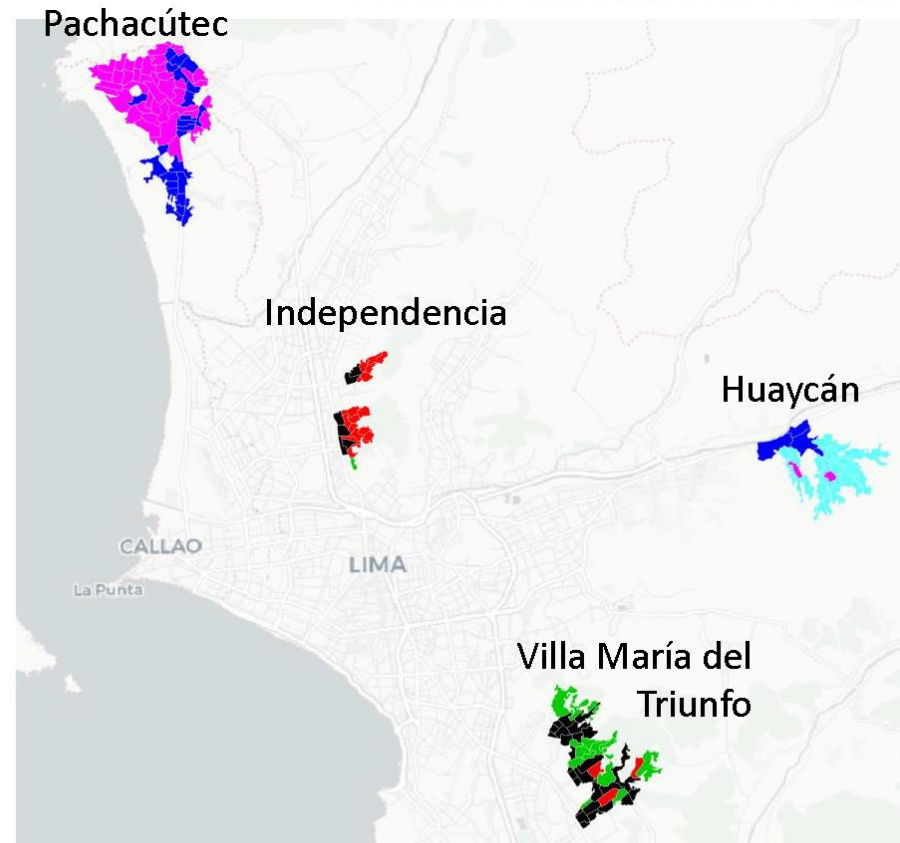 Pachacútec
Independencia
Huaycán
CALLAO
LIMA
La Punta
Villa María del
Triunfo